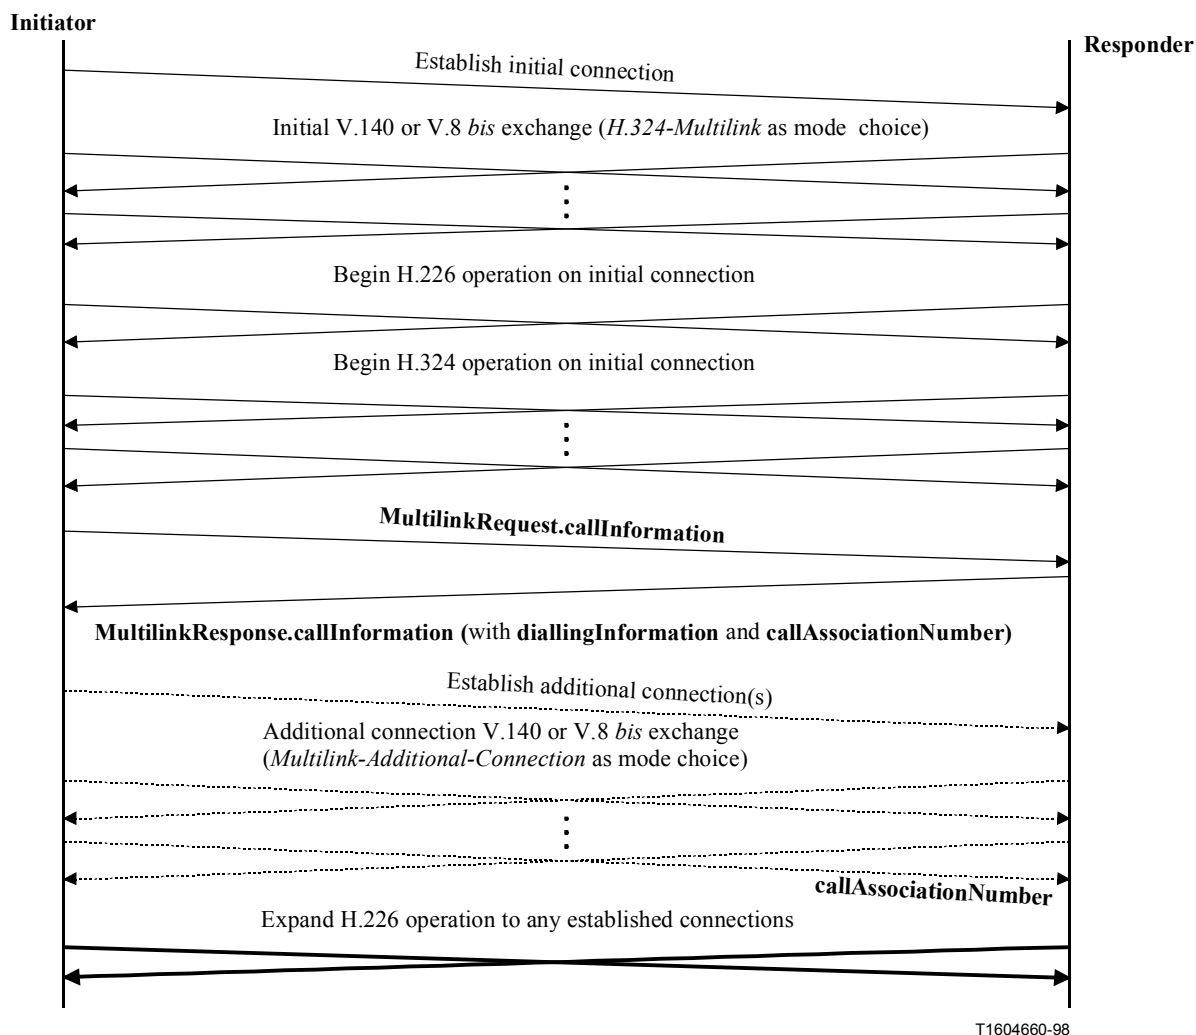 Initiator
Responder
Establish initial connection
Initial V.140 or V.8 bis exchange (H.324-Multilink as mode choice)
Begin H.226 operation on initial connection
Begin H.324 operation on initial connection
MultilinkRequest.callInformation
MultilinkResponse.callInformation (with diallingInformation and callAssociationNumber)
Establish additional connection(s)
Additional connection V.140 or V.8 bis exchange
(Multilink-Additional-Connection as mode choice)
callAssociationNumber
Expand H.226 operation to any established connections
T1604660-98